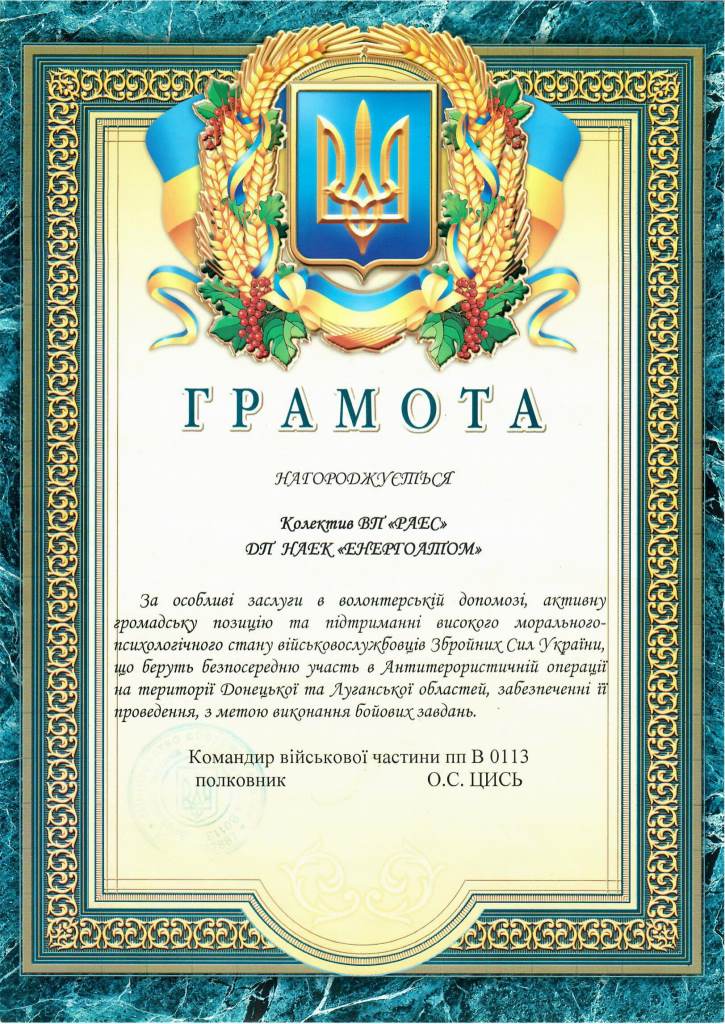 ГРАМОТА
НАГОРОДЖУЄТЬСЯ
Колектив ВП «РАЕС»
ДП НАЕК «ЕНЕРГОАТОМ»
За особливі заслуги в волонтерській допомозі, активну
громадську позицію та підтриманні високого морального-
психологічного стану військовослужбовців Збройних Сил України,
що беруть безпосередню участь в Антитерористичній операції
на території Донецької та Луганської областей, забезпеченні її
проведення, з метою виконання бойових завдань.
Командир військової частини пп В 0113
полковник О.С. ЦИСЬ